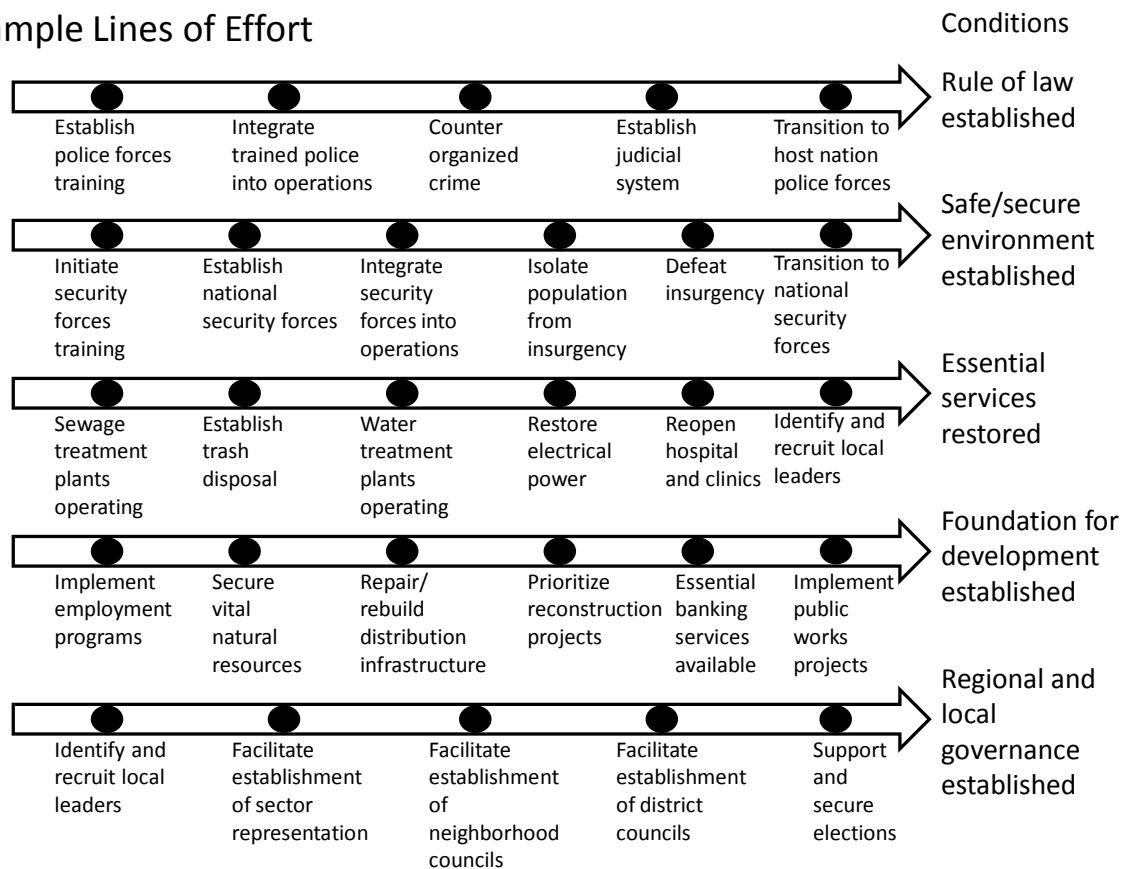 ample Lines of Effort
Conditions
Rule of law
established
Establish
police forces
training
Integrate
trained police
into operations
Counter
organized
crime
Establish
judicial
system
Transition to
host nation
police forces
Safe/secure
environment
established
Initiate
security
forces
training
Establish
national
security forces
Integrate
security
forces into
operations
Isolate
population
from
insurgency
Defeat
insurgency
Transition to
national
security
forces
Essential
services
restored
Sewage
treatment
plants
operating
Establish
trash
disposal
Water
treatment
plants
operating
Restore
electrical
power
Reopen
hospital
and clinics
Identify and
recruit local
leaders
Foundation for
development
established
Implement
employment
programs
Secure
vital
natural
resources
Repair/
rebuild
distribution
infrastructure
Prioritize
reconstruction
projects
Essential
banking
services
available
Implement
public
works
projects
Regional and
local
governance
established
Identify and
recruit local
leaders
Facilitate
establishment
of sector
representation
Facilitate
establishment
of
neighborhood
councils
Facilitate
establishment
of district
councils
Support
and
secure
elections